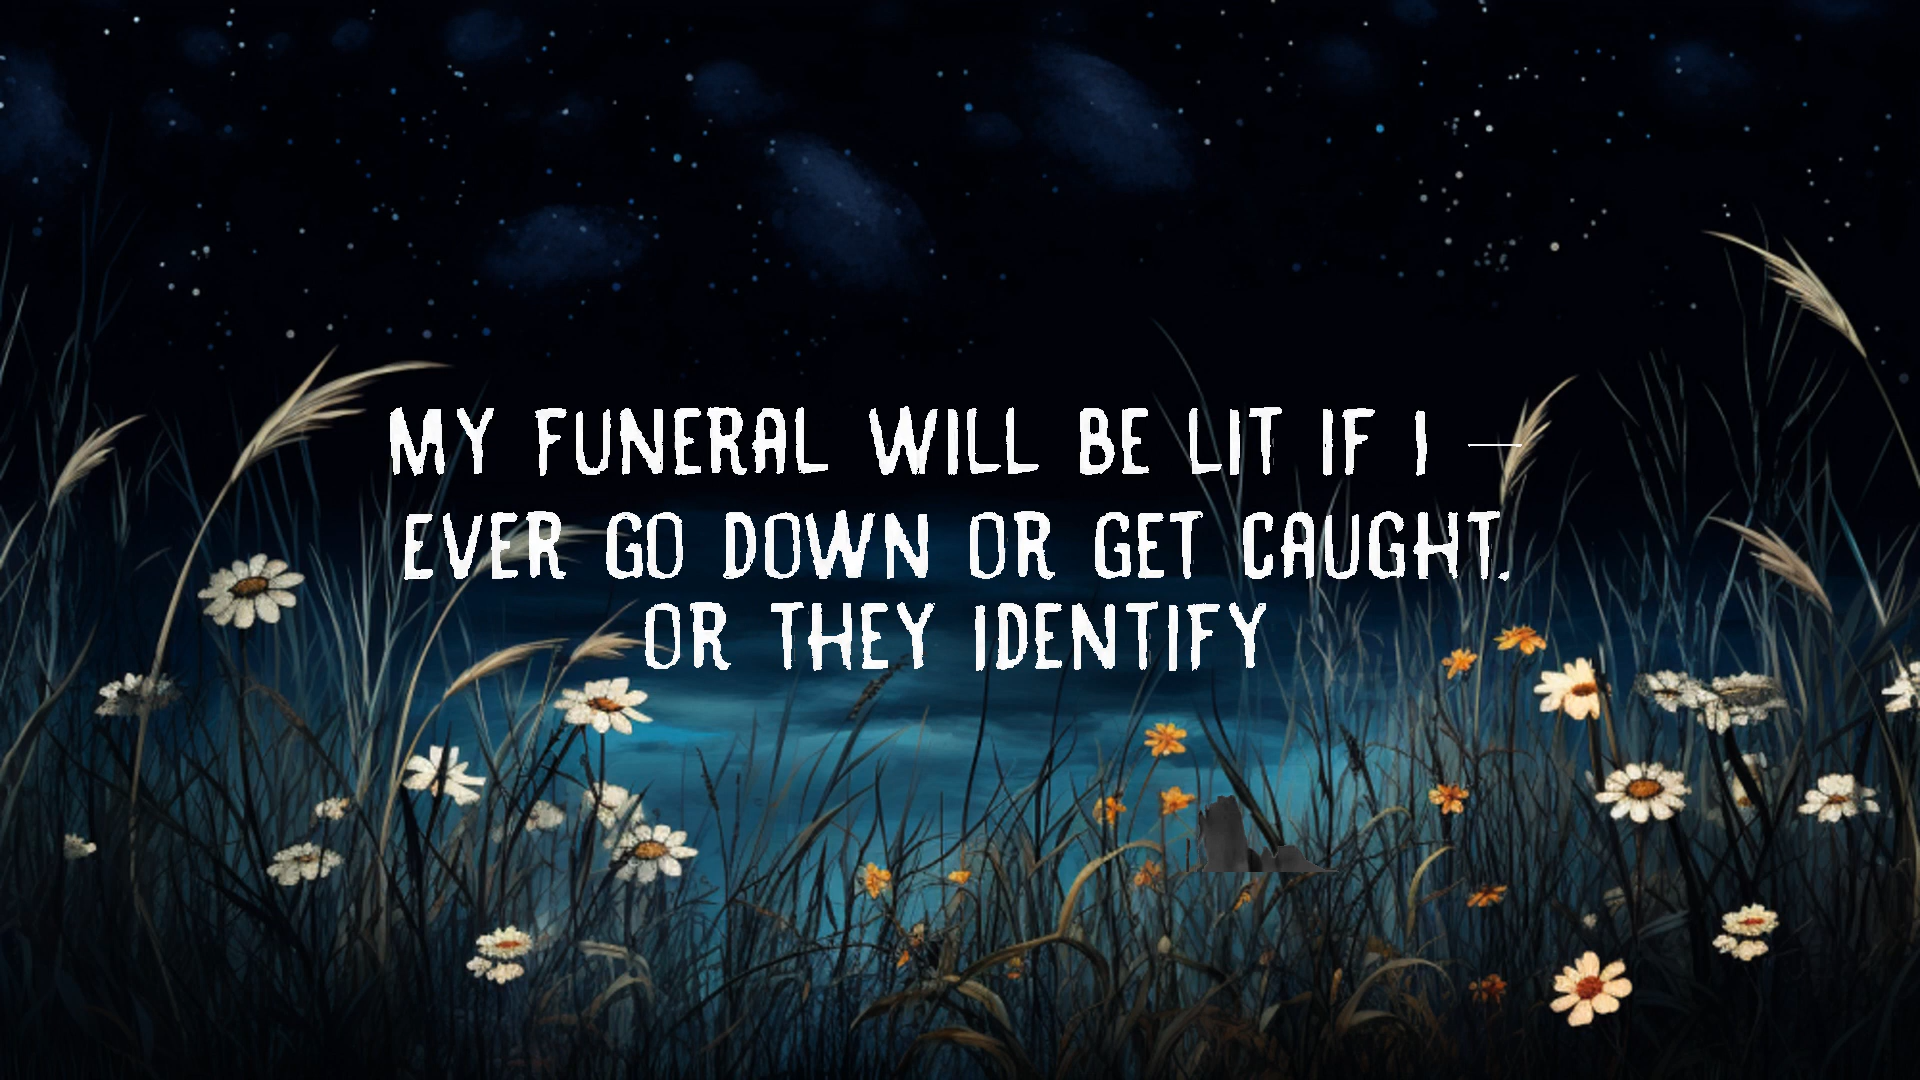 MY FUNERAL WILL BE LIT IF I —
EVER GO DOWN OR GET CAUGHT,
OR THEY IDENTIFY